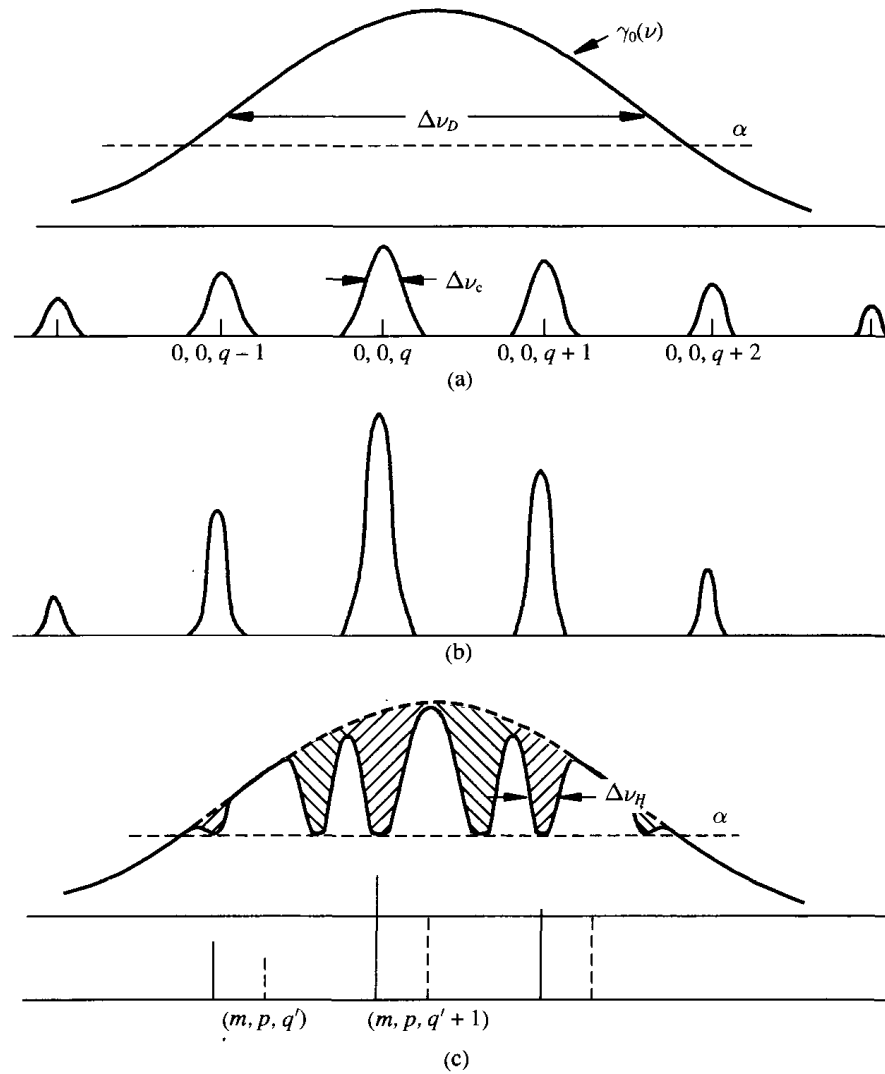 γ₀(ν)
Δν_D
α
Δν_c
0, 0, q − 1
0, 0, q
0, 0, q + 1
0, 0, q + 2
(a)
(b)
Δν_H
α
(m, p, q′)
(m, p, q′ + 1)
(c)